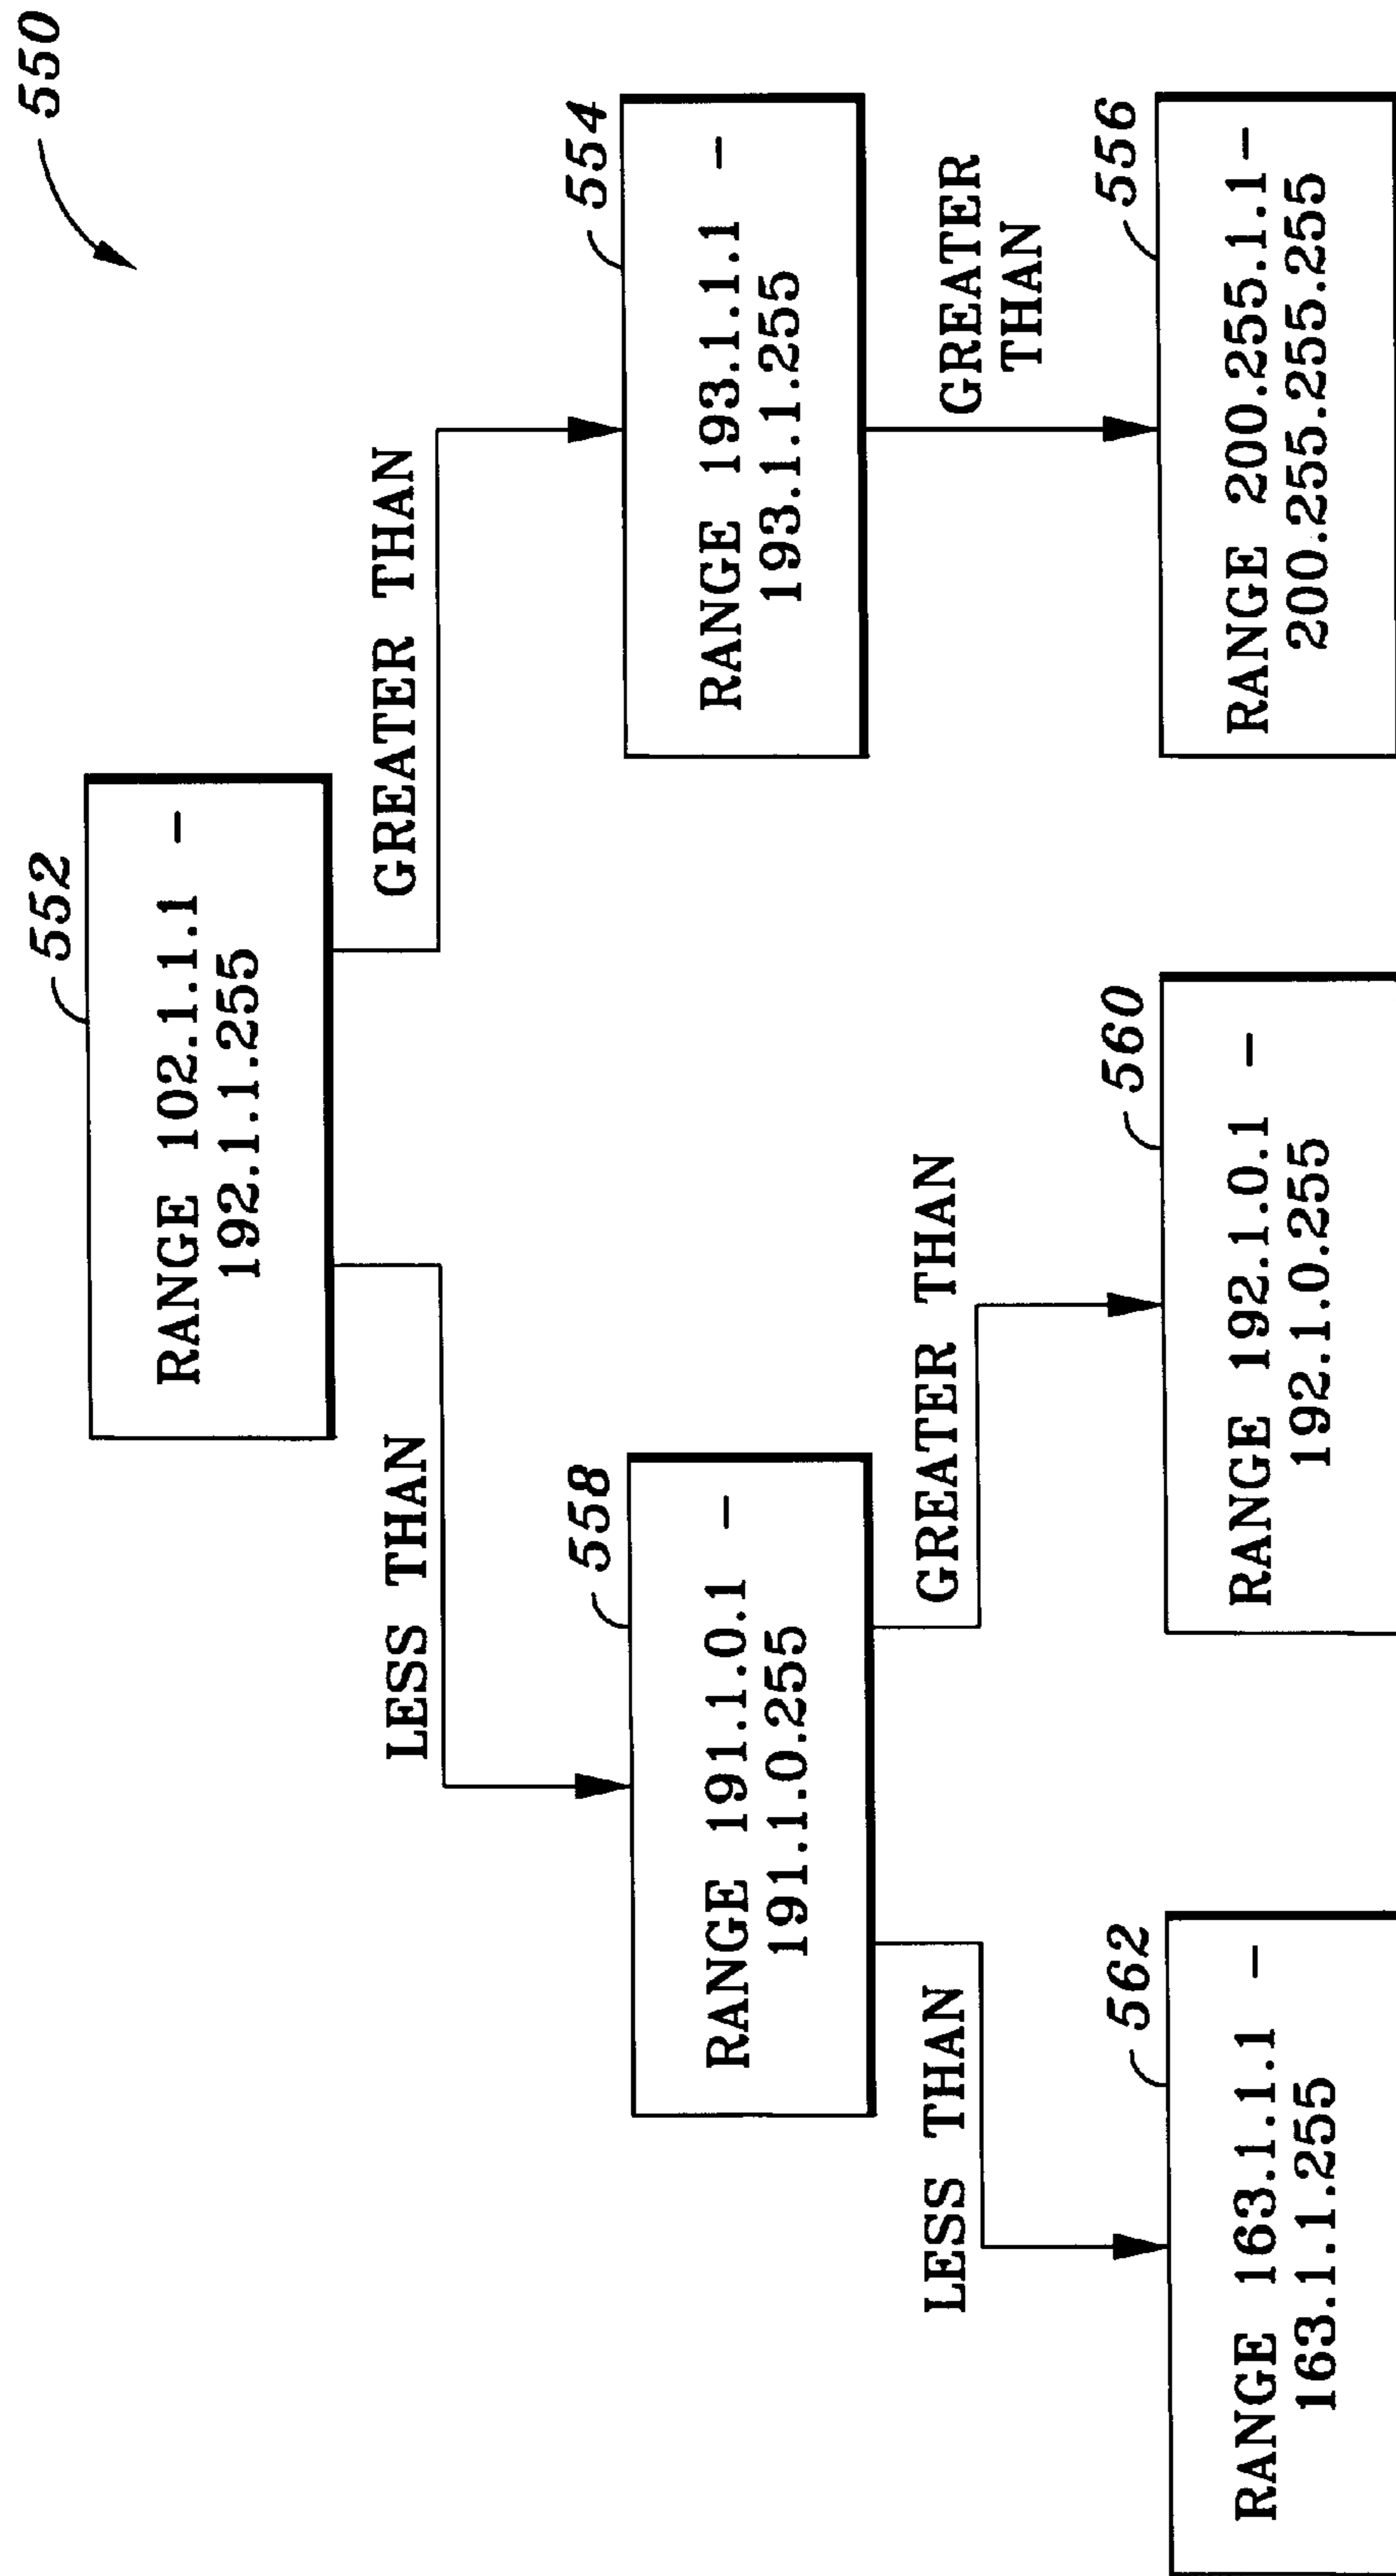 550
552
RANGE 102.1.1.1 -
192.1.1.255
LESS THAN
GREATER THAN
558
RANGE 191.1.0.1 -
191.1.0.255
554
RANGE 193.1.1.1 -
193.1.1.255
LESS THAN
GREATER THAN
GREATER
THAN
562
RANGE 163.1.1.1 -
163.1.1.255
560
RANGE 192.1.0.1 -
192.1.0.255
556
RANGE 200.255.1.1-
200.255.255.255